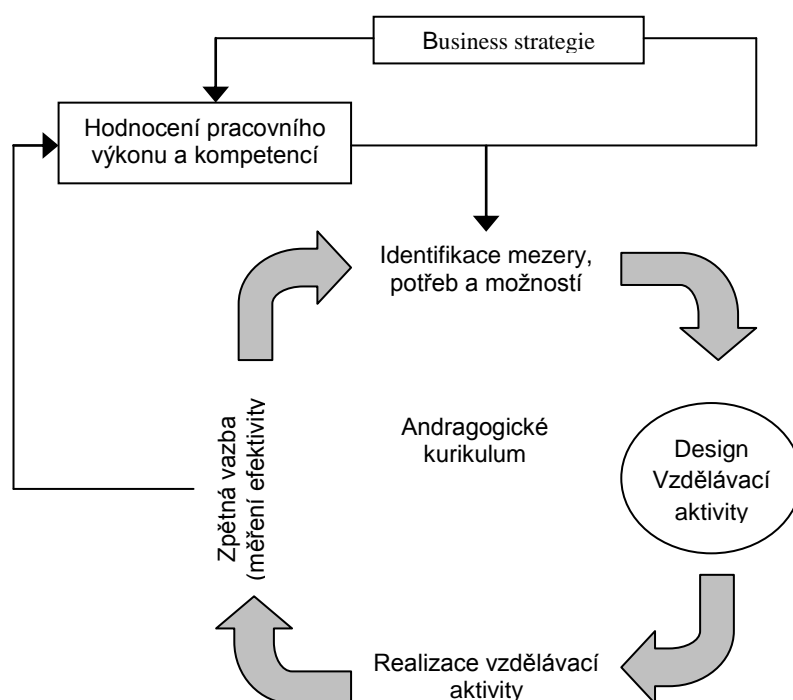 Business strategie
Hodnocení pracovního
výkonu a kompetencí
Identifikace mezery,
potřeb a možností
Andragogické
kurikulum
Design
Vzdělávací
aktivity
Zpětná vazba
(měření efektivity
Realizace vzdělávací
aktivity